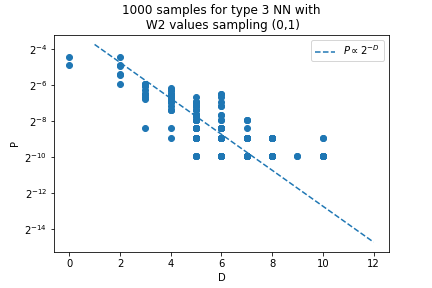 1000 samples for type 3 NN with
W2 values sampling (0,1)
P ∝ 2^{-D}
P
2^{-4}
2^{-6}
2^{-8}
2^{-10}
2^{-12}
2^{-14}
0 2 4 6 8 10 12
D